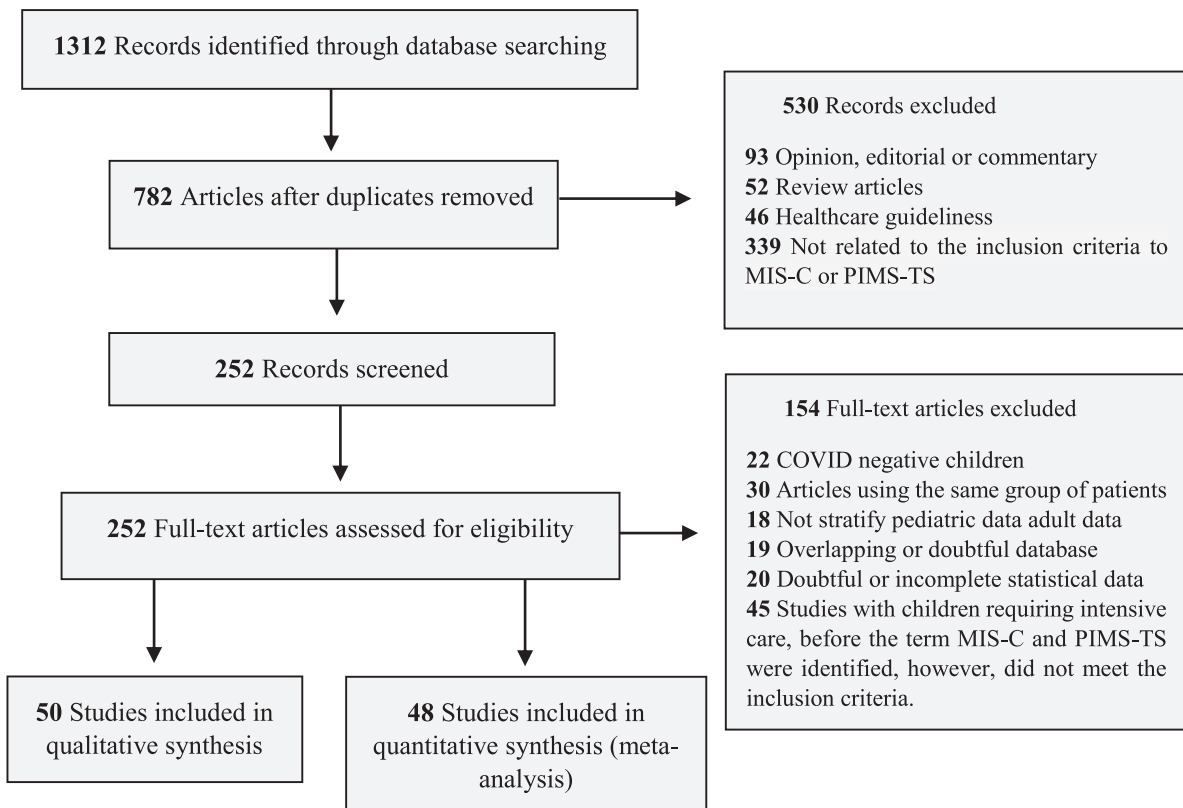 1312 Records identified through database searching
530 Records excluded
93 Opinion, editorial or commentary
52 Review articles
46 Healthcare guideliness
339 Not related to the inclusion criteria to
MIS-C or PIMS-TS
782 Articles after duplicates removed
252 Records screened
154 Full-text articles excluded
22 COVID negative children
30 Articles using the same group of patients
18 Not stratify pediatric data adult data
19 Overlapping or doubtful database
20 Doubtful or incomplete statistical data
45 Studies with children requiring intensive
care, before the term MIS-C and PIMS-TS
were identified, however, did not meet the
inclusion criteria.
252 Full-text articles assessed for eligibility
50 Studies included in
qualitative synthesis
48 Studies included in
quantitative synthesis (meta-
analysis)